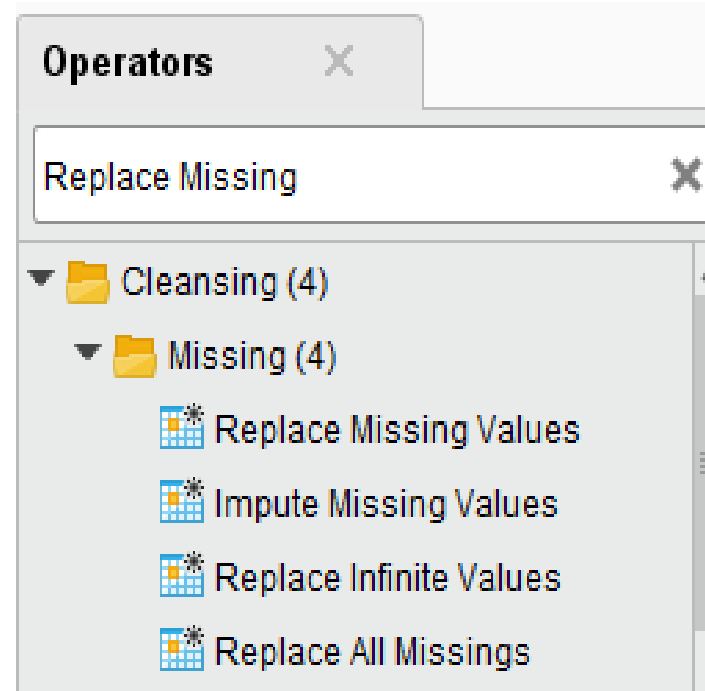 Operators
Replace Missing
Cleansing (4)
Missing (4)
Replace Missing Values
Impute Missing Values
Replace Infinite Values
Replace All Missings